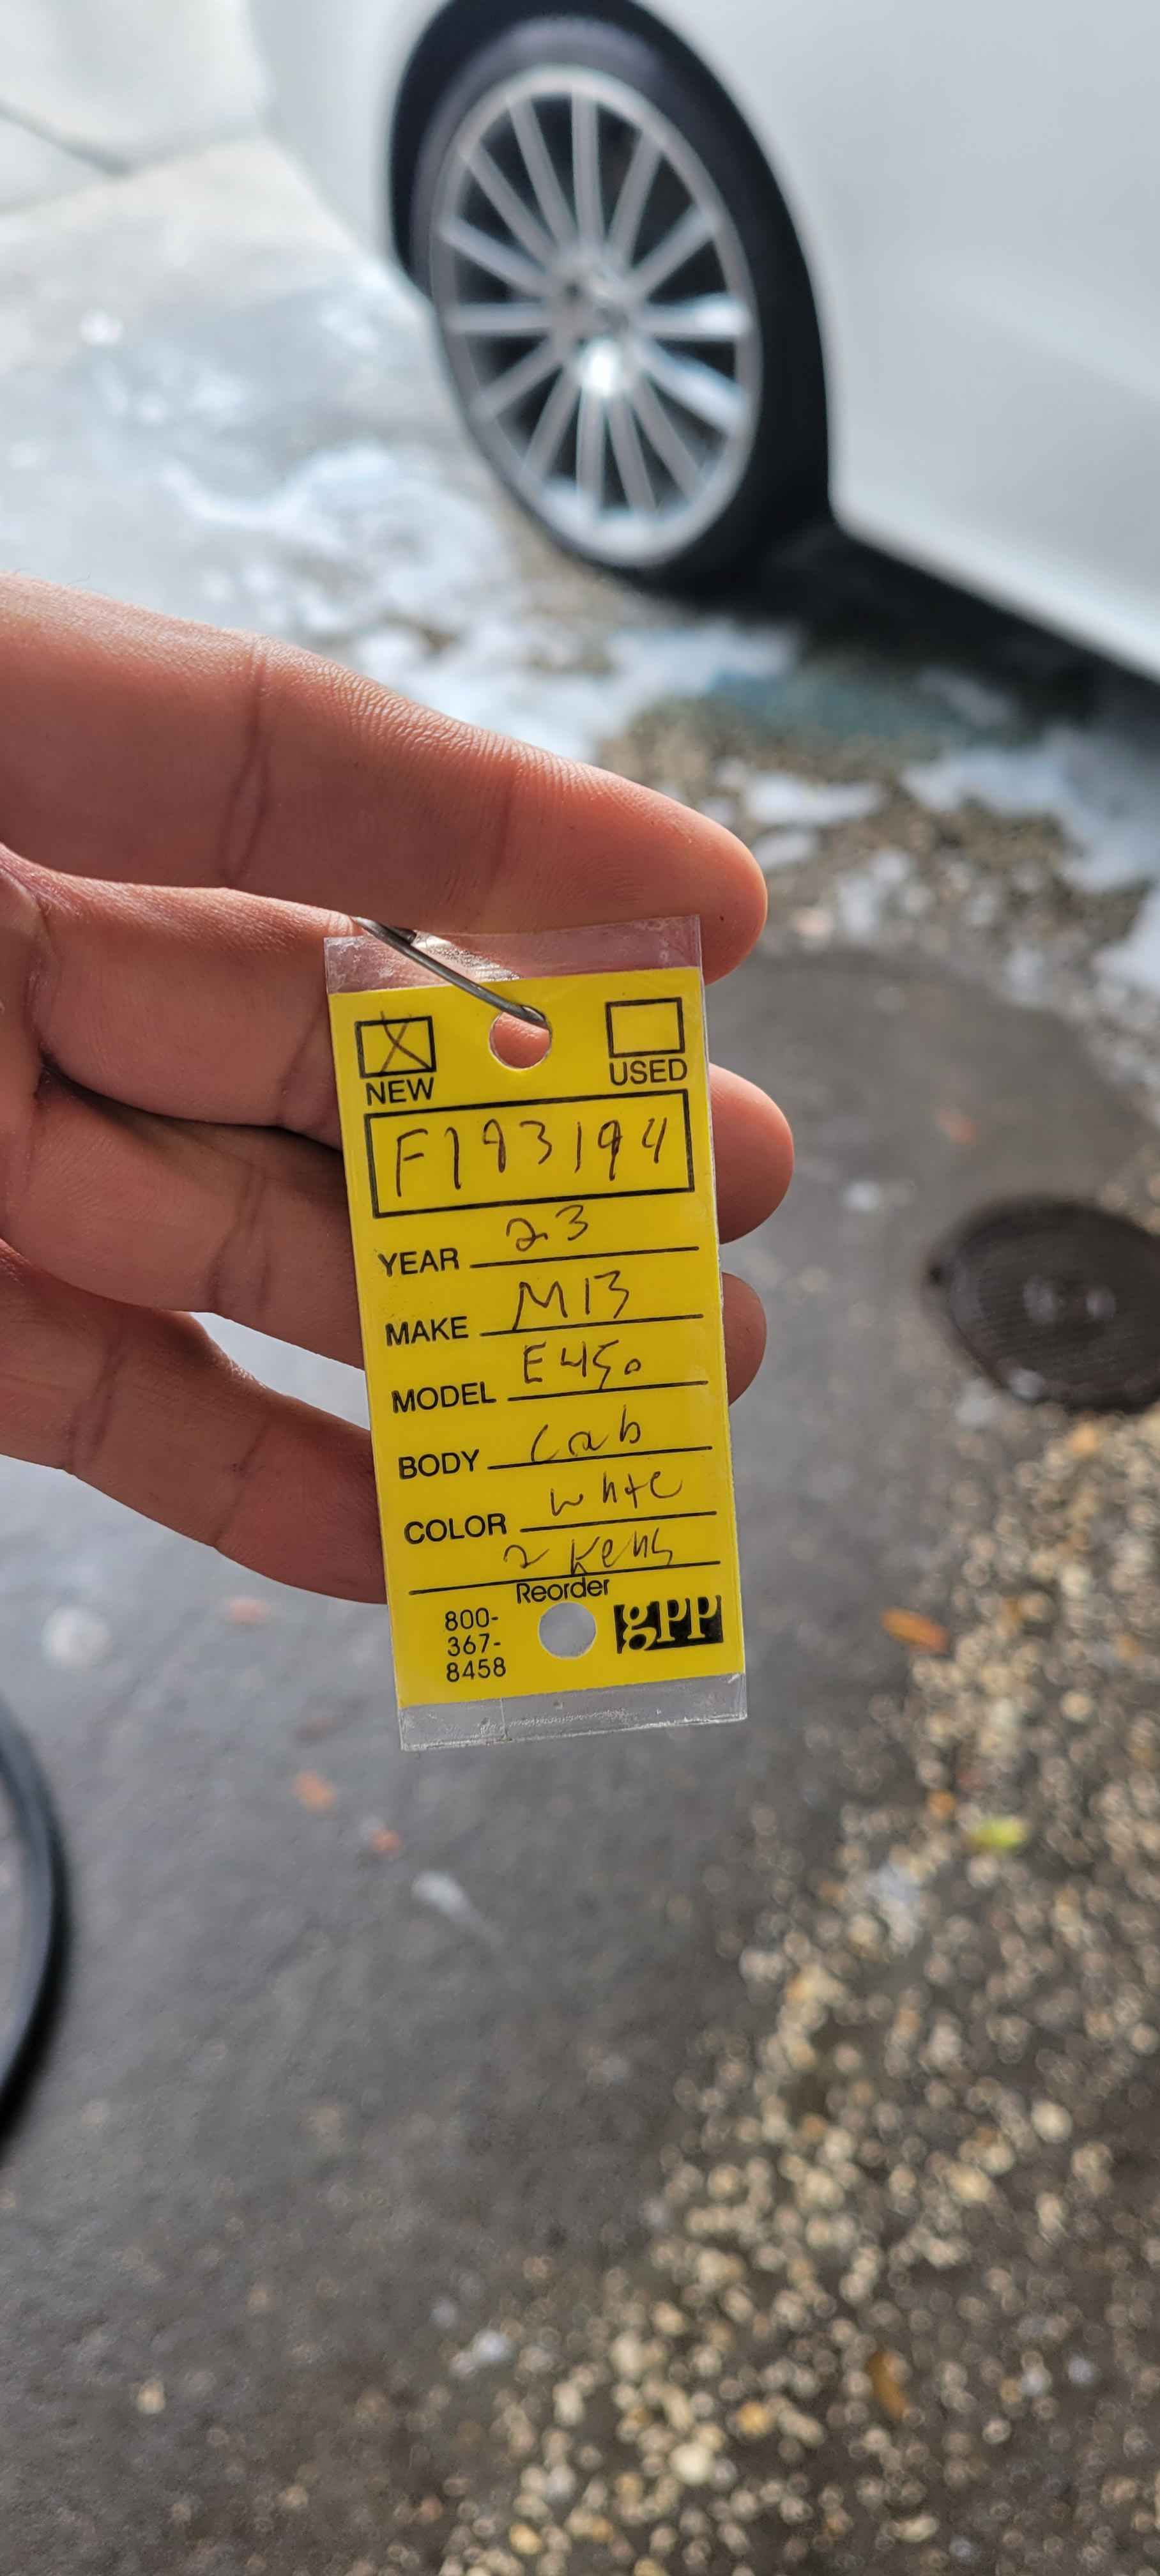 X
NEW USED
F193194
YEAR 23
MAKE MB
MODEL E450
BODY Cab
COLOR white
2 Keys
Reorder
800-
367-
8458
gPP